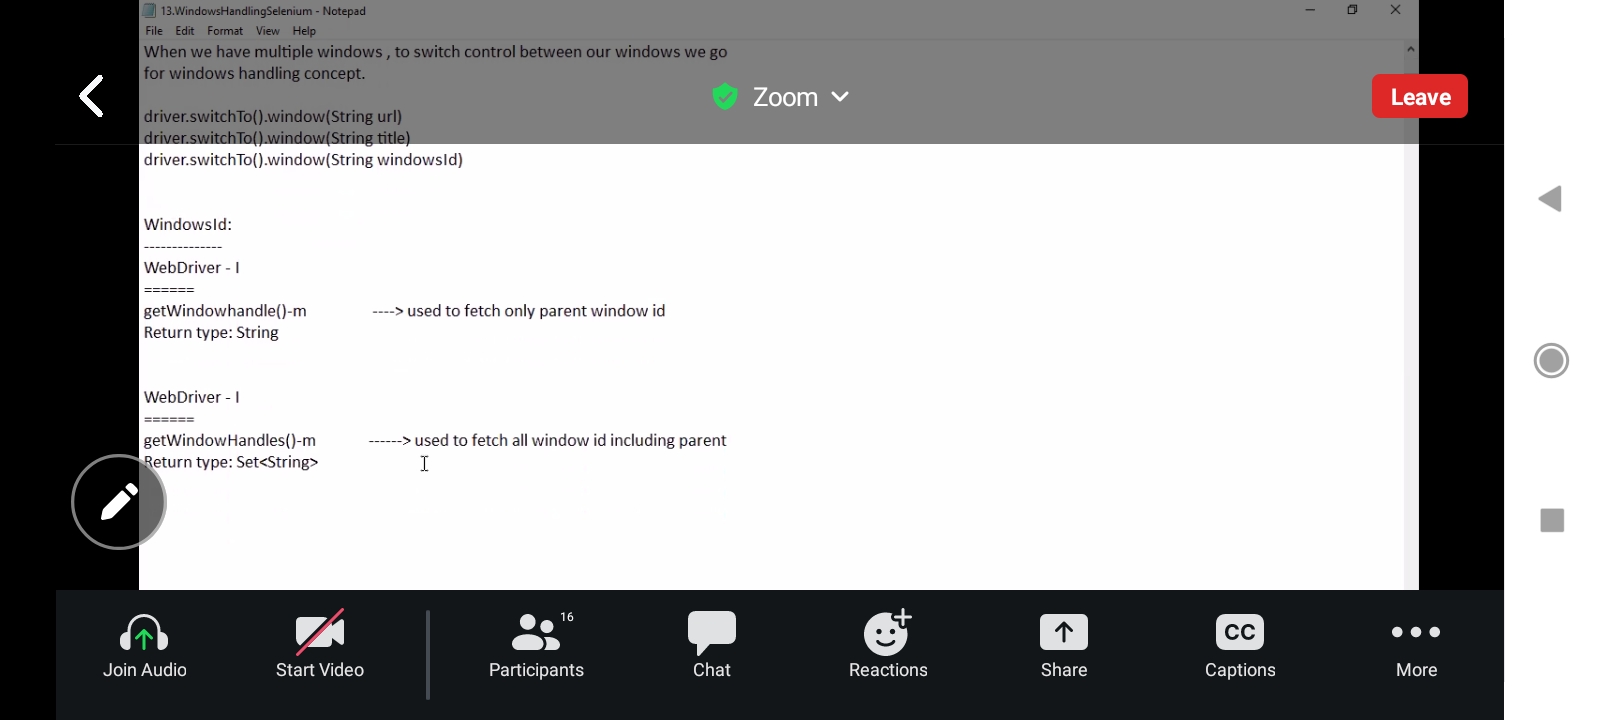 13.WindowsHandlingSelenium - Notepad
File Edit Format View Help
When we have multiple windows , to switch control between our windows we go
for windows handling concept.
Zoom
Leave
driver.switchTo().window(String url)
driver.switchTo().window(String title)
driver.switchTo().window(String windowsId)
WindowsId:
--------------
WebDriver - I
======
getWindowhandle()-m ----> used to fetch only parent window id
Return type: String
WebDriver - I
======
getWindowHandles()-m ------> used to fetch all window id including parent
Return type: Set<String>
16
CC
Join Audio Start Video Participants Chat Reactions Share Captions More